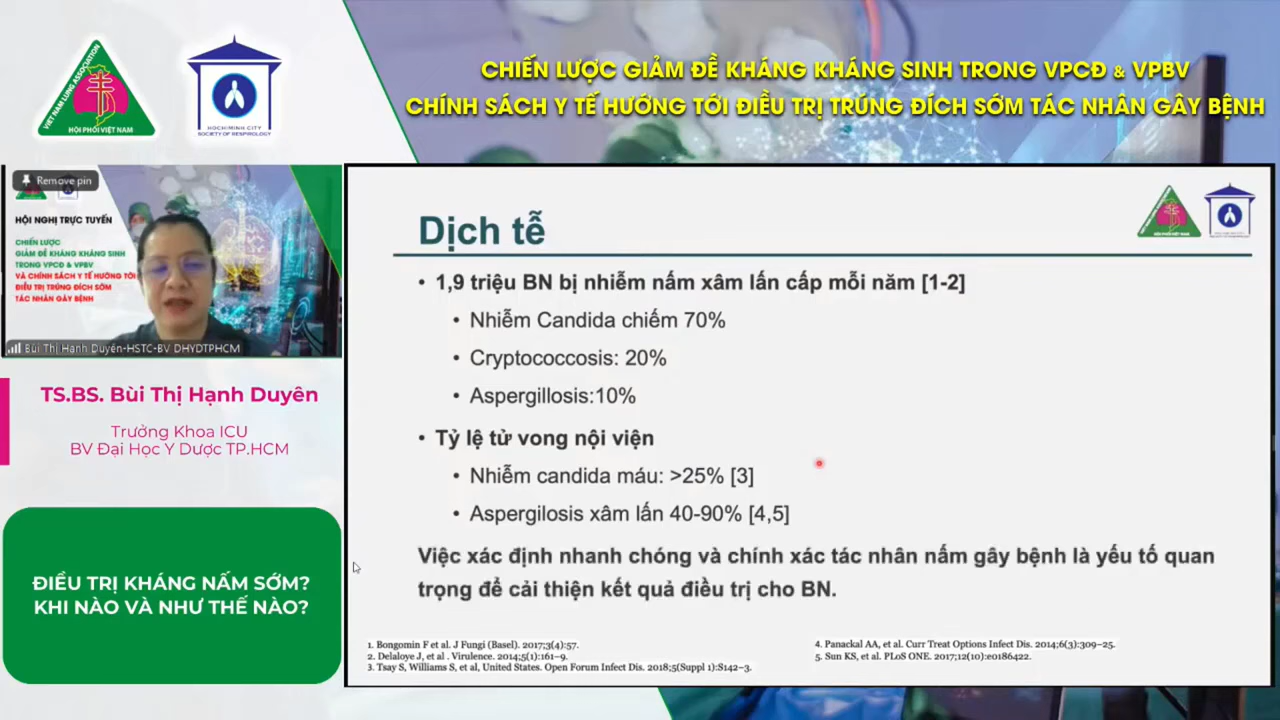 VIET NAM LUNG ASSOCIATION
HỘI PHỔI VIỆT NAM
HOCHIMINH CITY
SOCIETY OF RESPIROLOGY
CHIẾN LƯỢC GIẢM ĐỀ KHÁNG KHÁNG SINH TRONG VPCĐ & VPBV
CHÍNH SÁCH Y TẾ HƯỚNG TỚI ĐIỀU TRỊ TRÚNG ĐÍCH SỚM TÁC NHÂN GÂY BỆNH
Remove pin
HỘI NGHỊ TRỰC TUYẾN
CHIẾN LƯỢC
GIẢM ĐỀ KHÁNG KHÁNG SINH
TRONG VPCĐ & VPBV
VÀ CHÍNH SÁCH Y TẾ HƯỚNG TỚI
ĐIỀU TRỊ TRÚNG ĐÍCH SỚM
TÁC NHÂN GÂY BỆNH
Bùi Thị Hạnh Duyên-HSTC-BV DHYDTPHCM
TS.BS. Bùi Thị Hạnh Duyên
Trưởng Khoa ICU
BV Đại Học Y Dược TP.HCM
ĐIỀU TRỊ KHÁNG NẤM SỚM?
KHI NÀO VÀ NHƯ THẾ NÀO?
Dịch tễ
• 1,9 triệu BN bị nhiễm nấm xâm lấn cấp mỗi năm [1-2]
• Nhiễm Candida chiếm 70%
• Cryptococcosis: 20%
• Aspergillosis:10%
• Tỷ lệ tử vong nội viện
• Nhiễm candida máu: >25% [3]
• Aspergilosis xâm lấn 40-90% [4,5]
Việc xác định nhanh chóng và chính xác tác nhân nấm gây bệnh là yếu tố quan
trọng để cải thiện kết quả điều trị cho BN.
1. Bongomin F et al. J Fungi (Basel). 2017;3(4):57.
2. Delaloye J, et al . Virulence. 2014;5(1):161–9.
3. Tsay S, Williams S, et al, United States. Open Forum Infect Dis. 2018;5(Suppl 1):S142–3.
4. Panackal AA, et al. Curr Treat Options Infect Dis. 2014;6(3):309–25.
5. Sun KS, et al. PLoS ONE. 2017;12(10):e0186422.